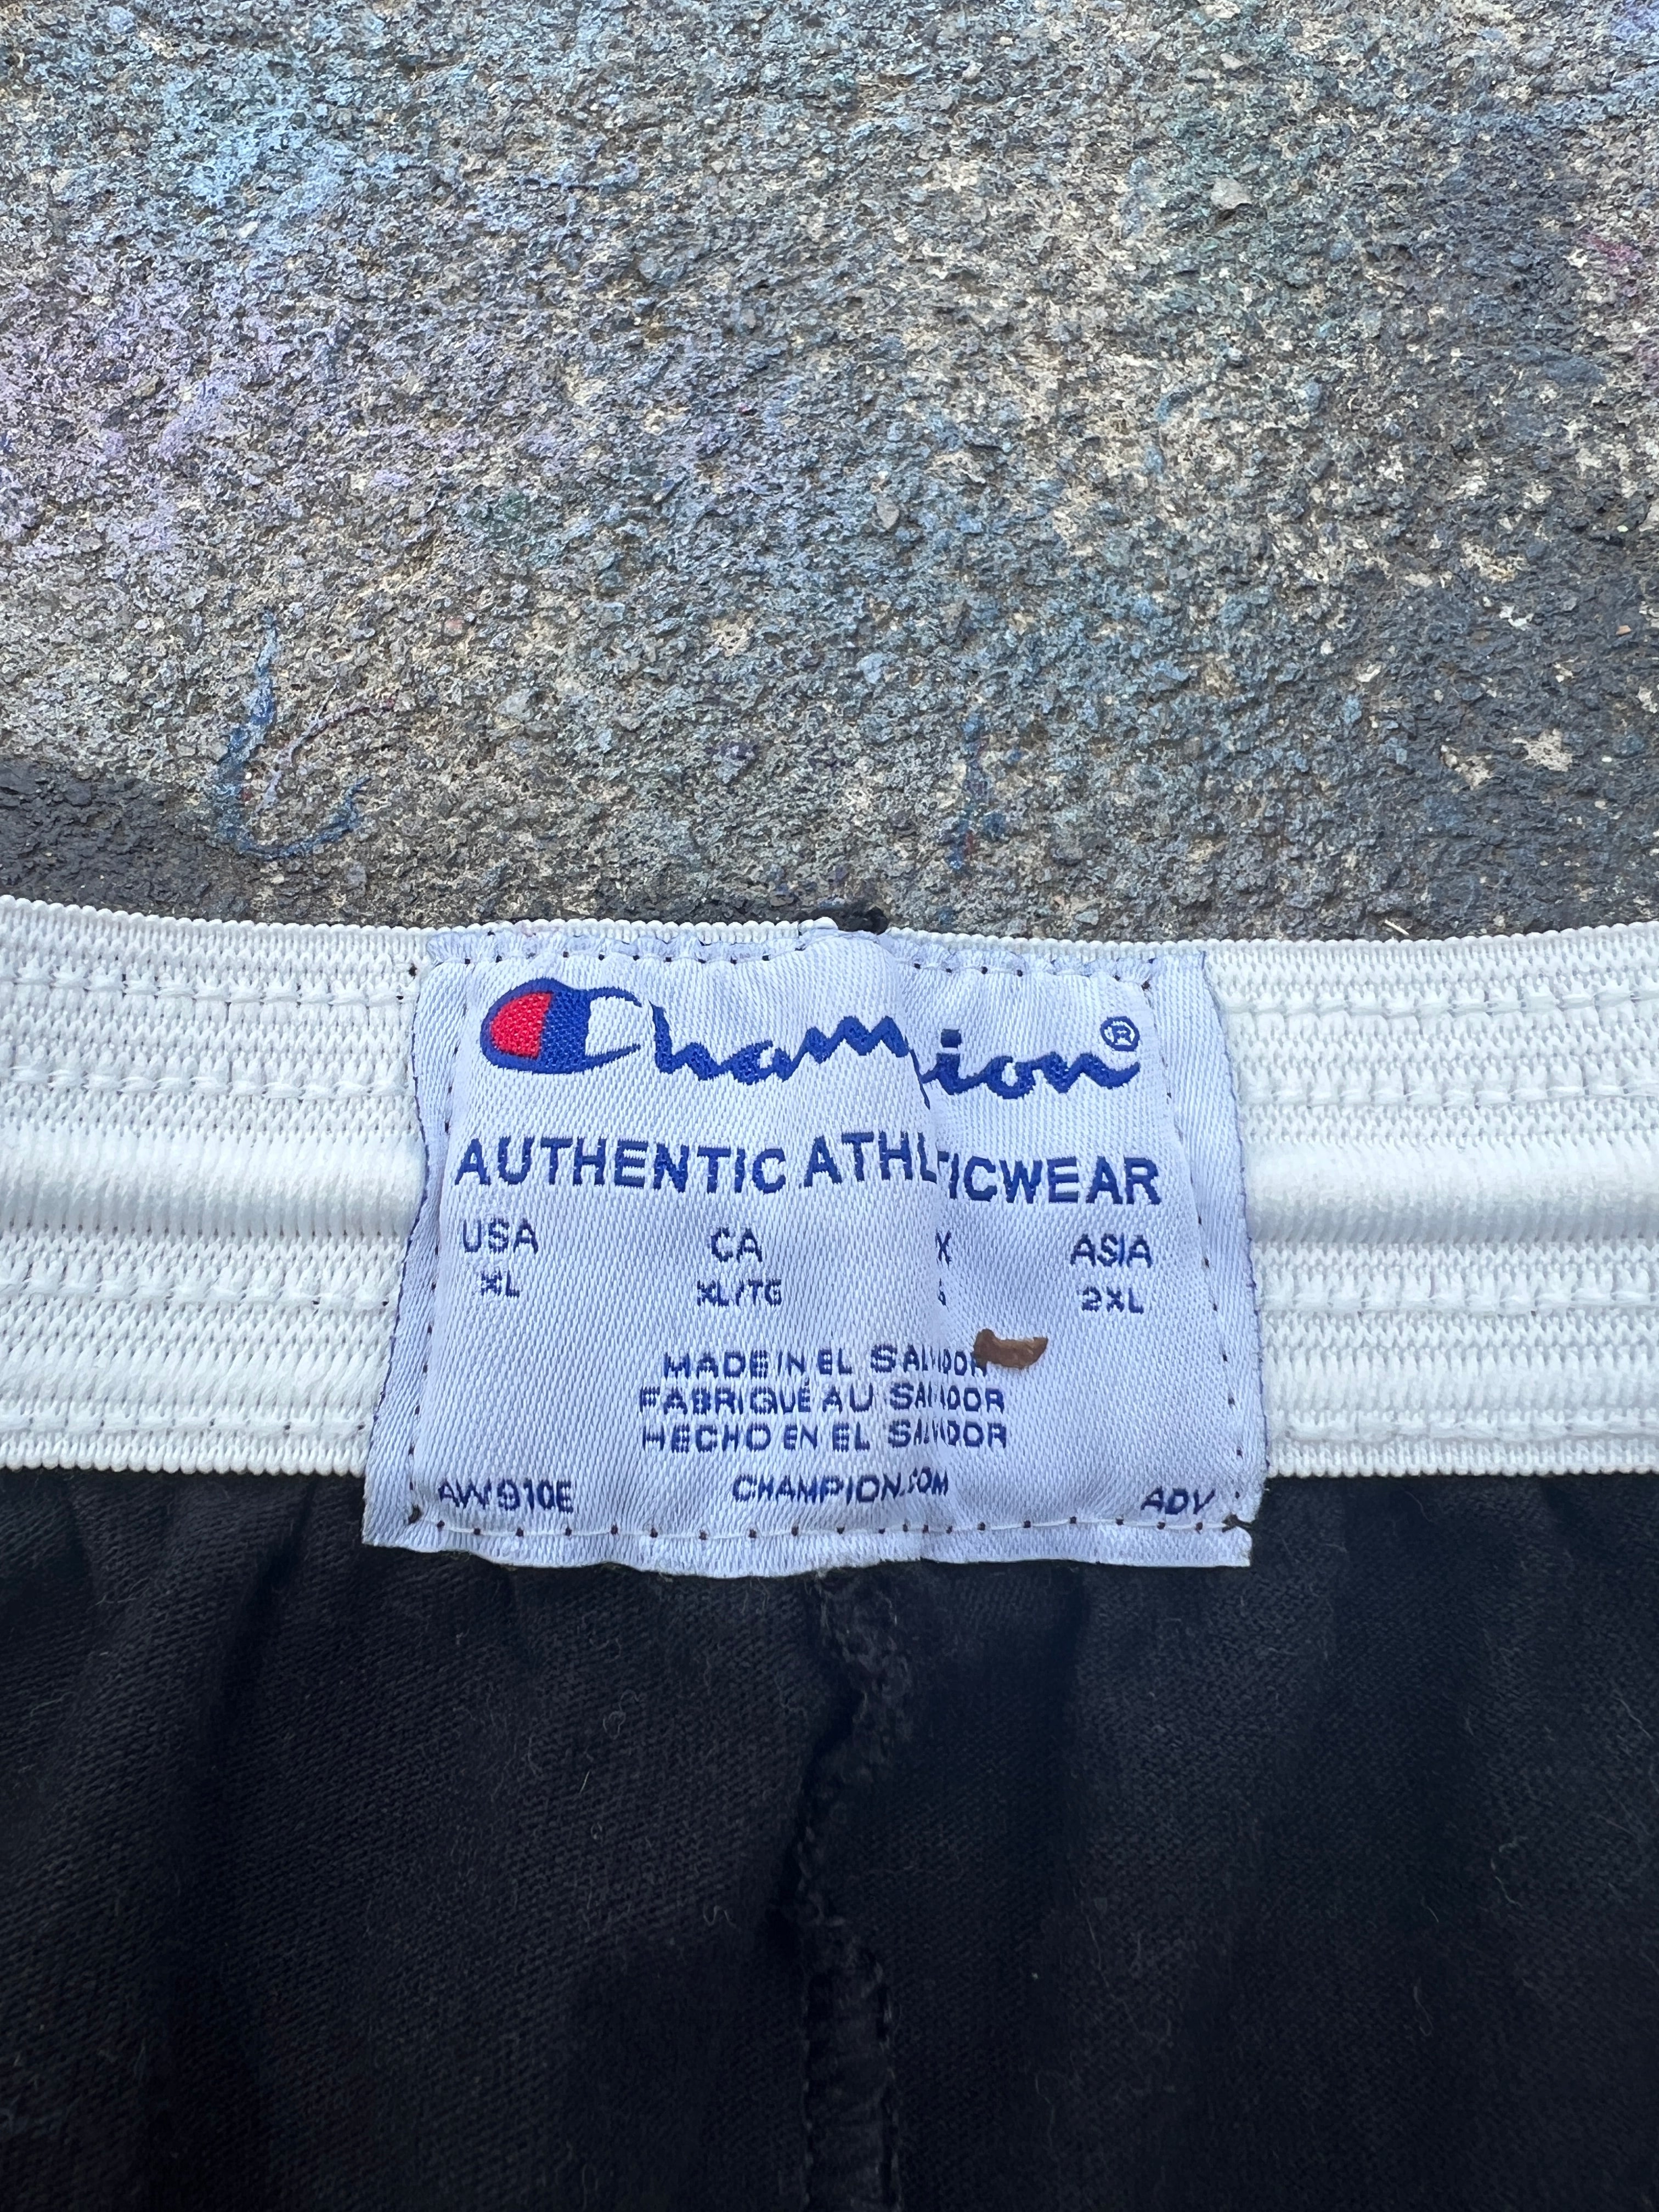 Champion®
AUTHENTIC ATHLETICWEAR
USA CA X ASIA
XL XL/TG 2XL
MADE IN EL SALVADOR
FABRIQUÉ AU SALVADOR
HECHO EN EL SALVADOR
AW910E CHAMPION.COM ADV